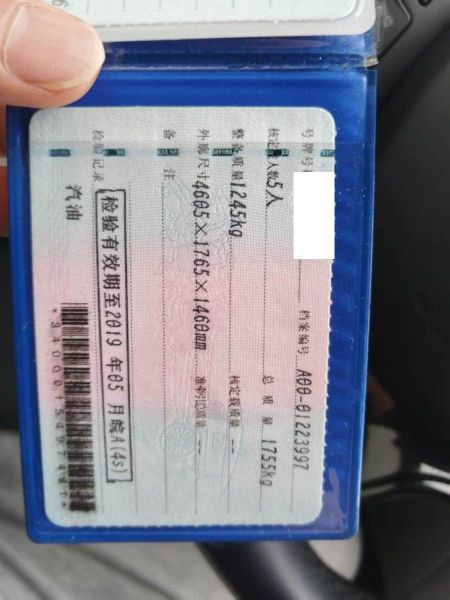 号牌号 档案编号 A00-01223997
核定载人数 5人 总质量 1755kg
整备质量 1245kg 核定载质量 --
外廓尺寸 4605×1765×1460mm 准牵引总质量 --
备注
检验记录 检验有效期至2019年05月皖A(4S)
汽油
*3400015497491*